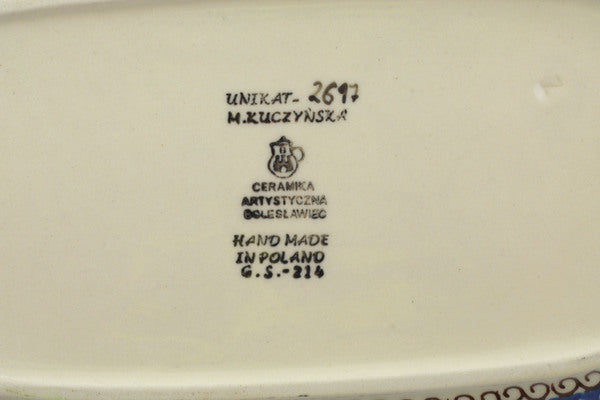 UNIKAT- 2697
M.KUCZYŃSKA
CERAMIKA
ARTYSTYCZNA
BOLESŁAWIEC
HAND MADE
IN POLAND
G.S.-214